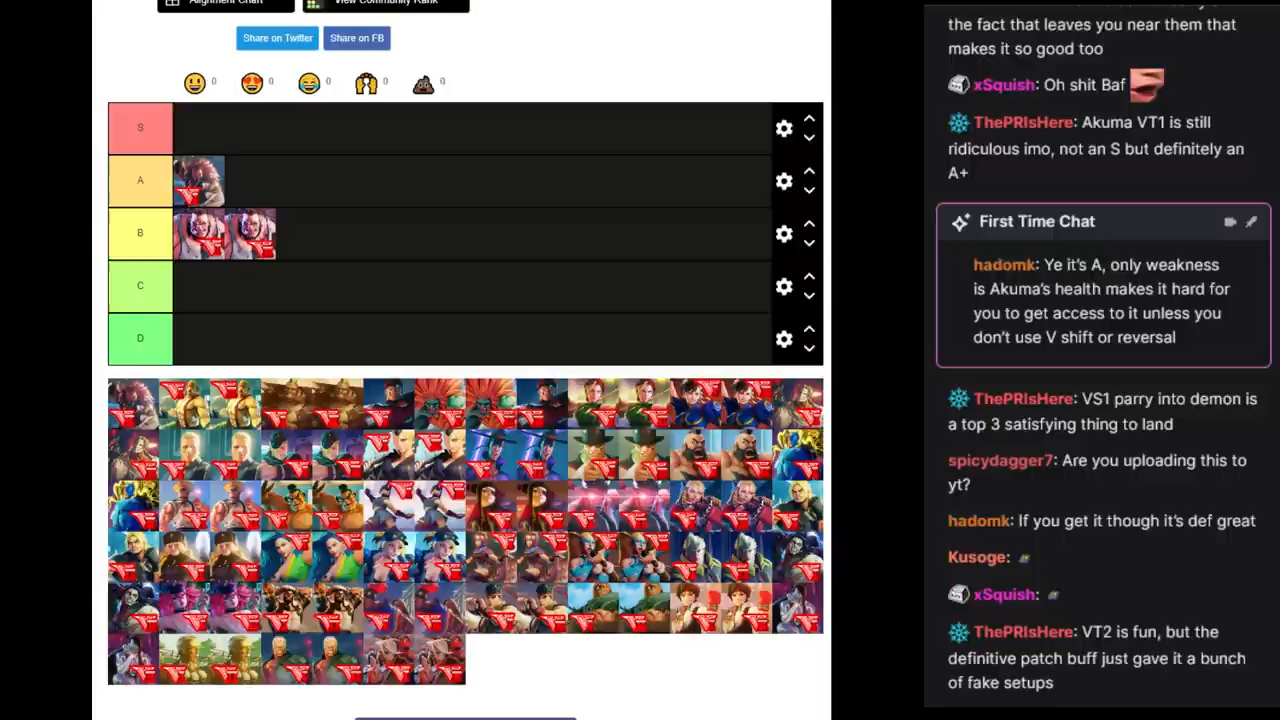 Alignment Chart
View Community Rank
Share on Twitter
Share on FB
0 0 0 0 0
S
A
B
C
D
the fact that leaves you near them that
makes it so good too
xSquish: Oh shit Baf
ThePRIsHere: Akuma VT1 is still
ridiculous imo, not an S but definitely an
A+
First Time Chat
hadomk: Ye it's A, only weakness
is Akuma's health makes it hard for
you to get access to it unless you
don't use V shift or reversal
ThePRIsHere: VS1 parry into demon is
a top 3 satisfying thing to land
spicydagger7: Are you uploading this to
yt?
hadomk: If you get it though it's def great
Kusoge:
xSquish:
ThePRIsHere: VT2 is fun, but the
definitive patch buff just gave it a bunch
of fake setups